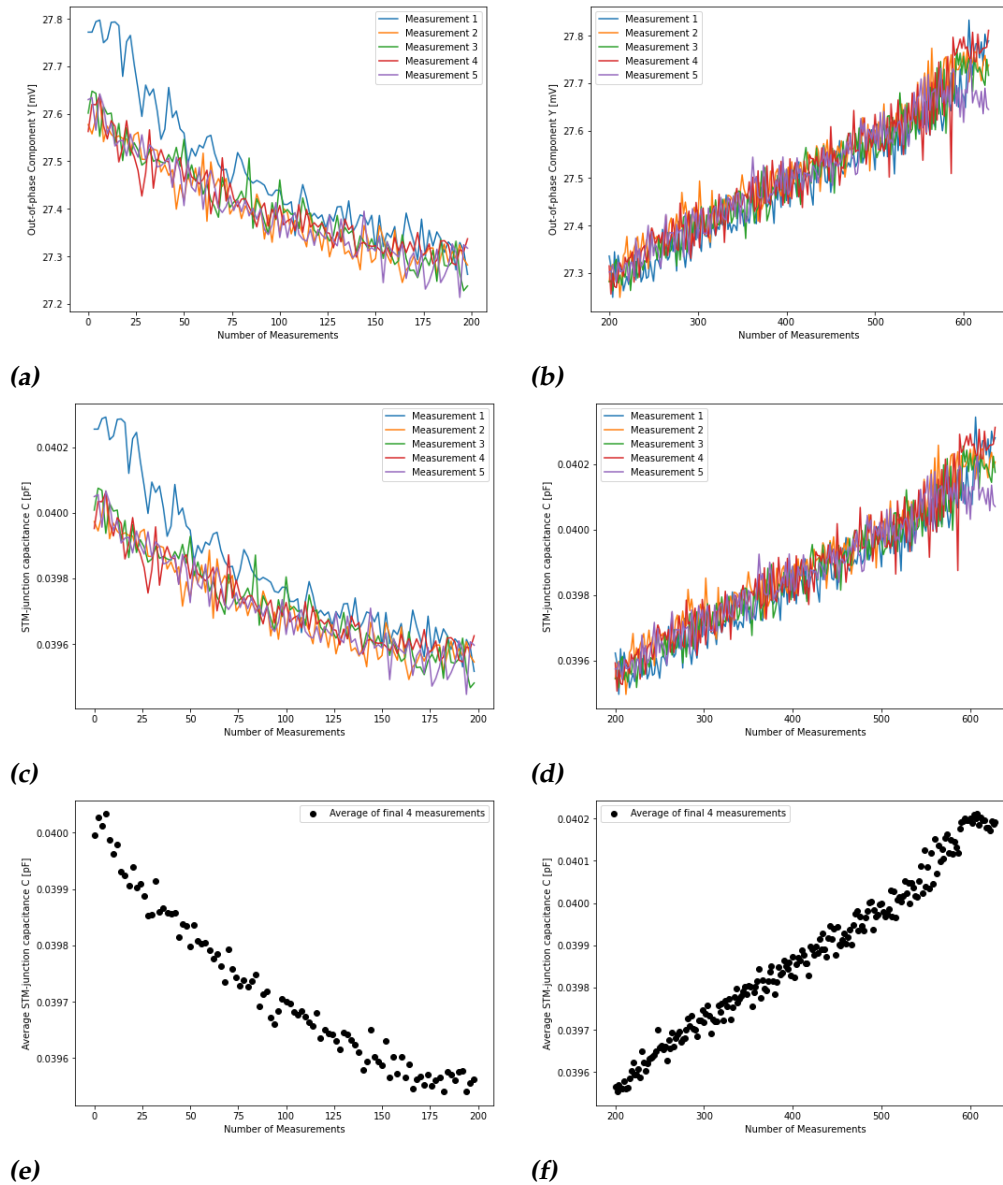 27.8
27.7
27.6
27.5
27.4
27.3
27.2
Out-of-phase Component Y [mV]
Measurement 1
Measurement 2
Measurement 3
Measurement 4
Measurement 5
0 25 50 75 100 125 150 175 200
Number of Measurements
(a)
27.8
27.7
27.6
27.5
27.4
27.3
Out-of-phase Component Y [mV]
Measurement 1
Measurement 2
Measurement 3
Measurement 4
Measurement 5
200 300 400 500 600
Number of Measurements
(b)
0.0402
0.0400
0.0398
0.0396
STM-junction capacitance C [pF]
Measurement 1
Measurement 2
Measurement 3
Measurement 4
Measurement 5
0 25 50 75 100 125 150 175 200
Number of Measurements
(c)
0.0402
0.0400
0.0398
0.0396
STM-junction capacitance C [pF]
Measurement 1
Measurement 2
Measurement 3
Measurement 4
Measurement 5
200 300 400 500 600
Number of Measurements
(d)
0.0400
0.0399
0.0398
0.0397
0.0396
Average STM-junction capacitance C [pF]
Average of final 4 measurements
0 25 50 75 100 125 150 175 200
Number of Measurements
(e)
0.0402
0.0401
0.0400
0.0399
0.0398
0.0397
0.0396
Average STM-junction capacitance C [pF]
Average of final 4 measurements
200 300 400 500 600
Number of Measurements
(f)